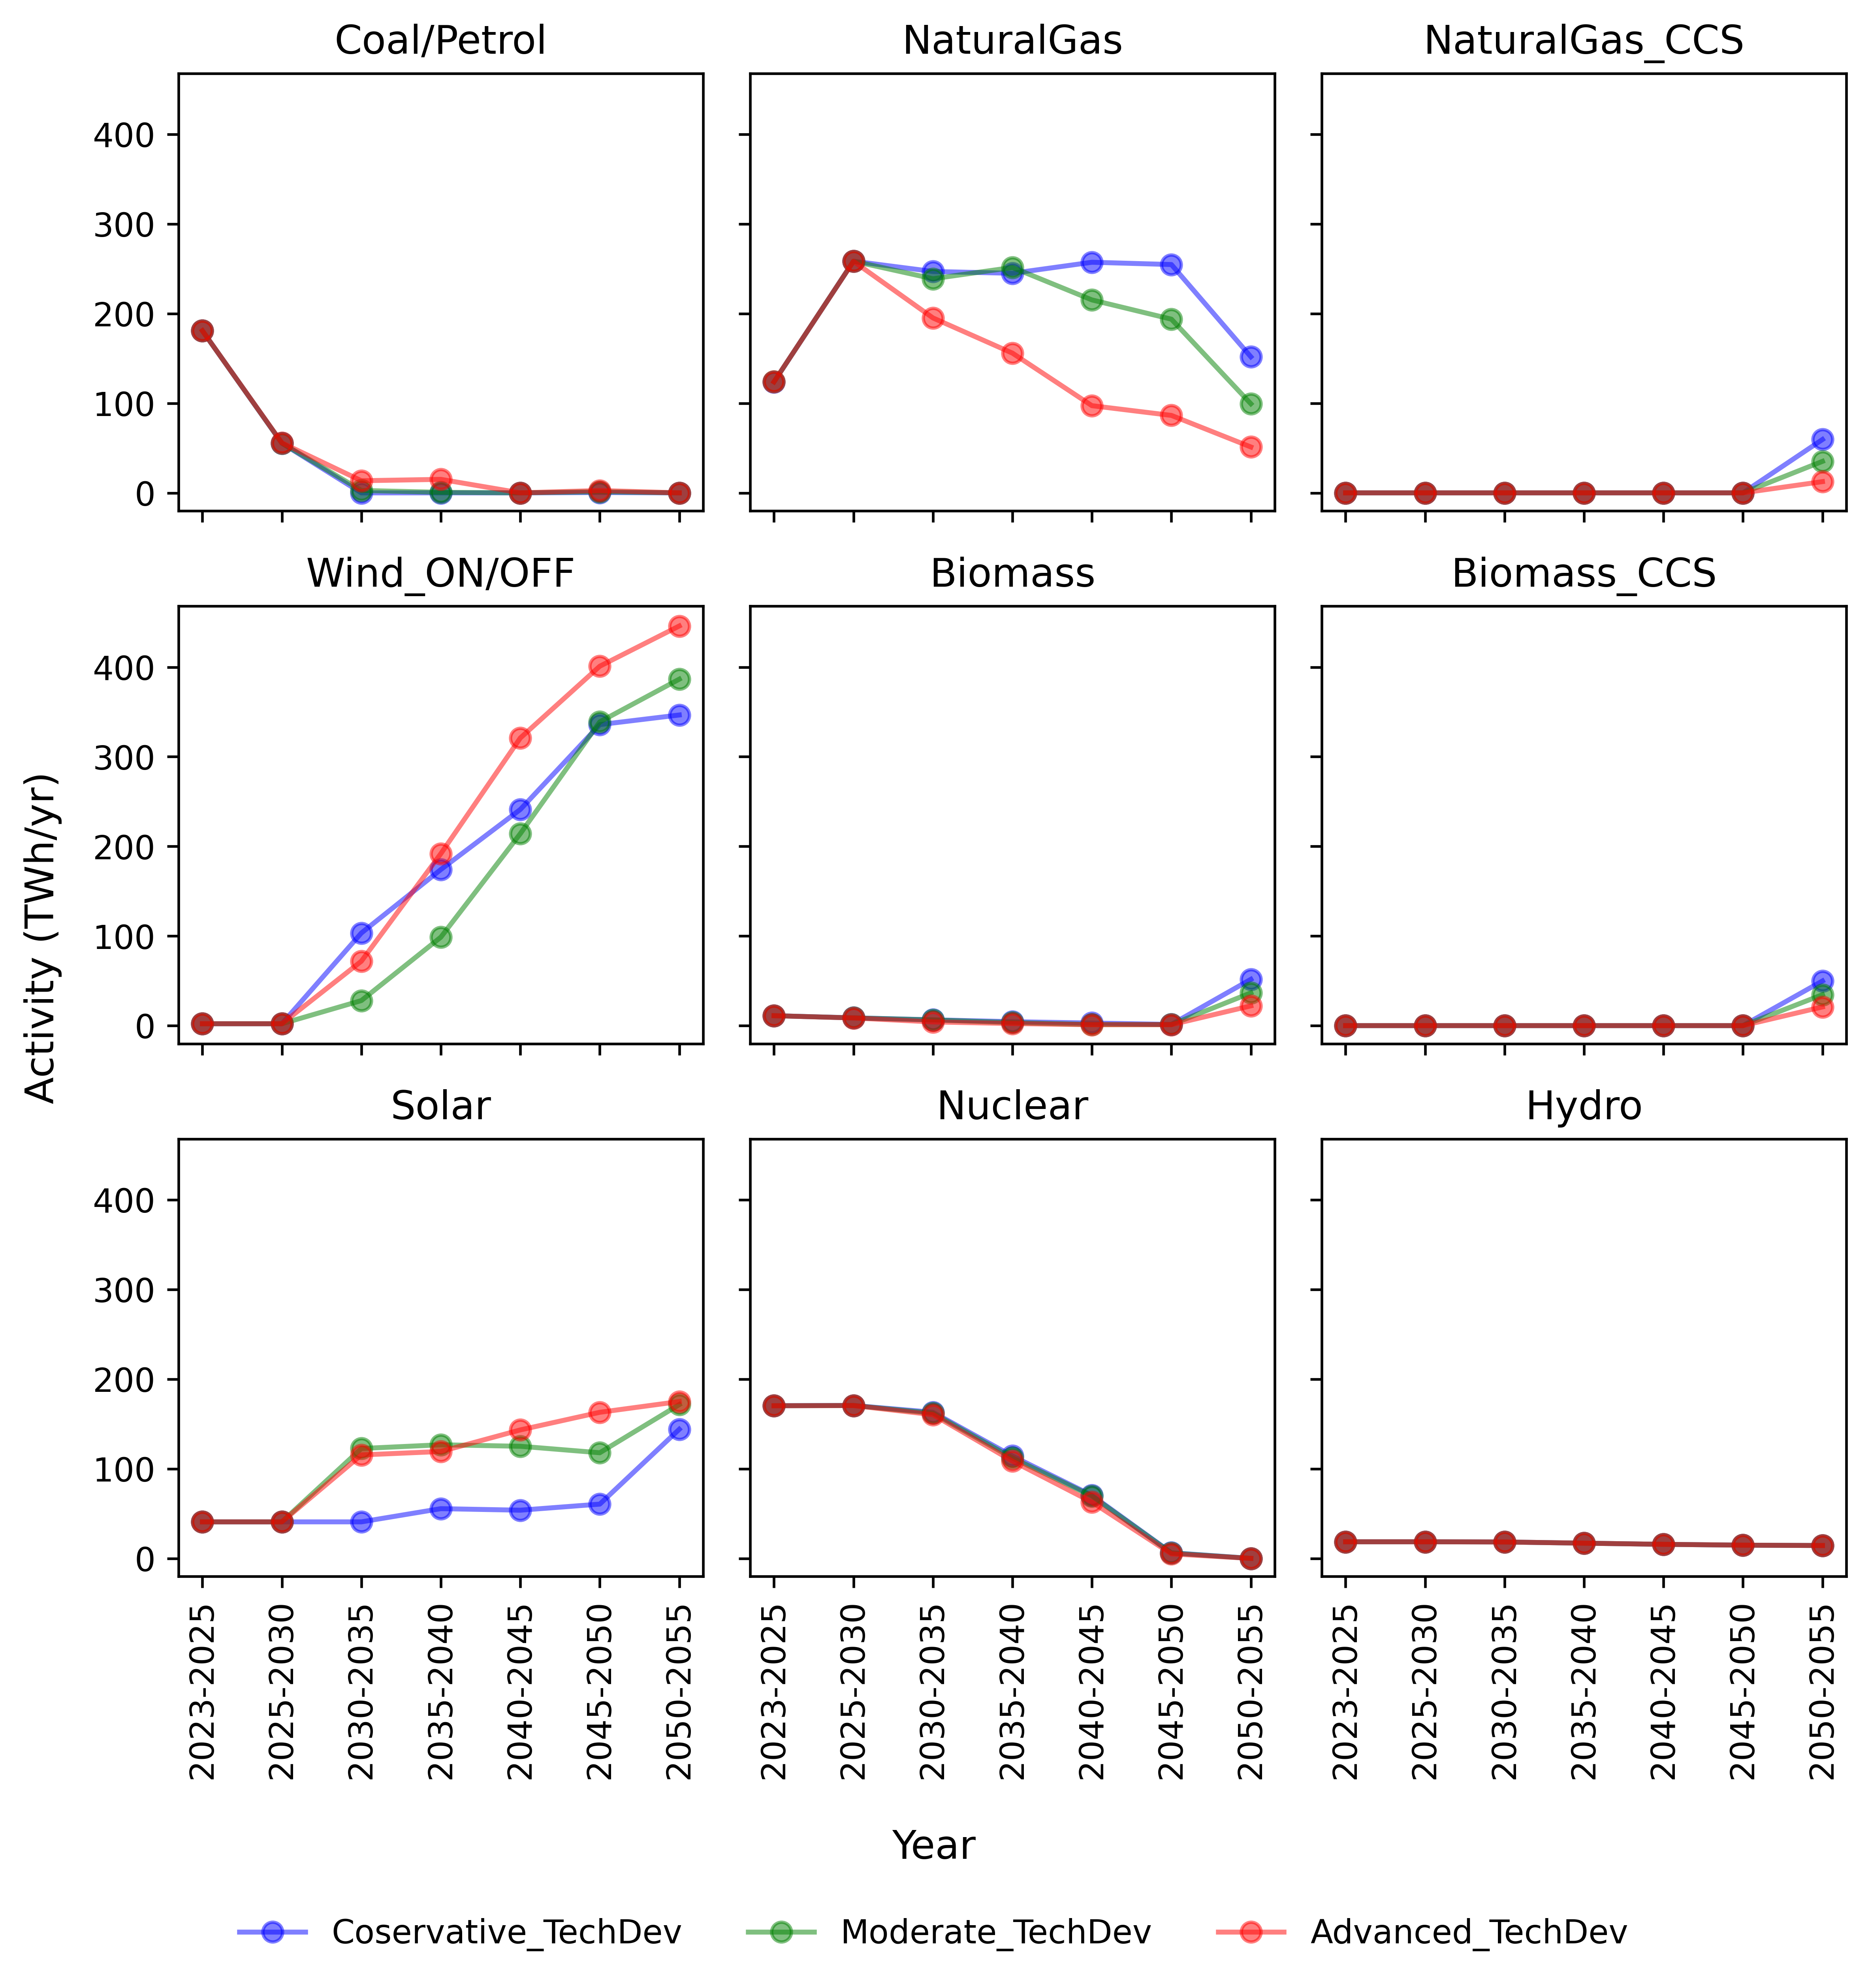 Coal/Petrol
NaturalGas
NaturalGas_CCS
400
300
200
100
0
Wind_ON/OFF
Biomass
Biomass_CCS
400
300
200
100
0
Activity (TWh/yr)
Solar
Nuclear
Hydro
400
300
200
100
0
2023-2025
2025-2030
2030-2035
2035-2040
2040-2045
2045-2050
2050-2055
2023-2025
2025-2030
2030-2035
2035-2040
2040-2045
2045-2050
2050-2055
2023-2025
2025-2030
2030-2035
2035-2040
2040-2045
2045-2050
2050-2055
Year
Coservative_TechDev
Moderate_TechDev
Advanced_TechDev